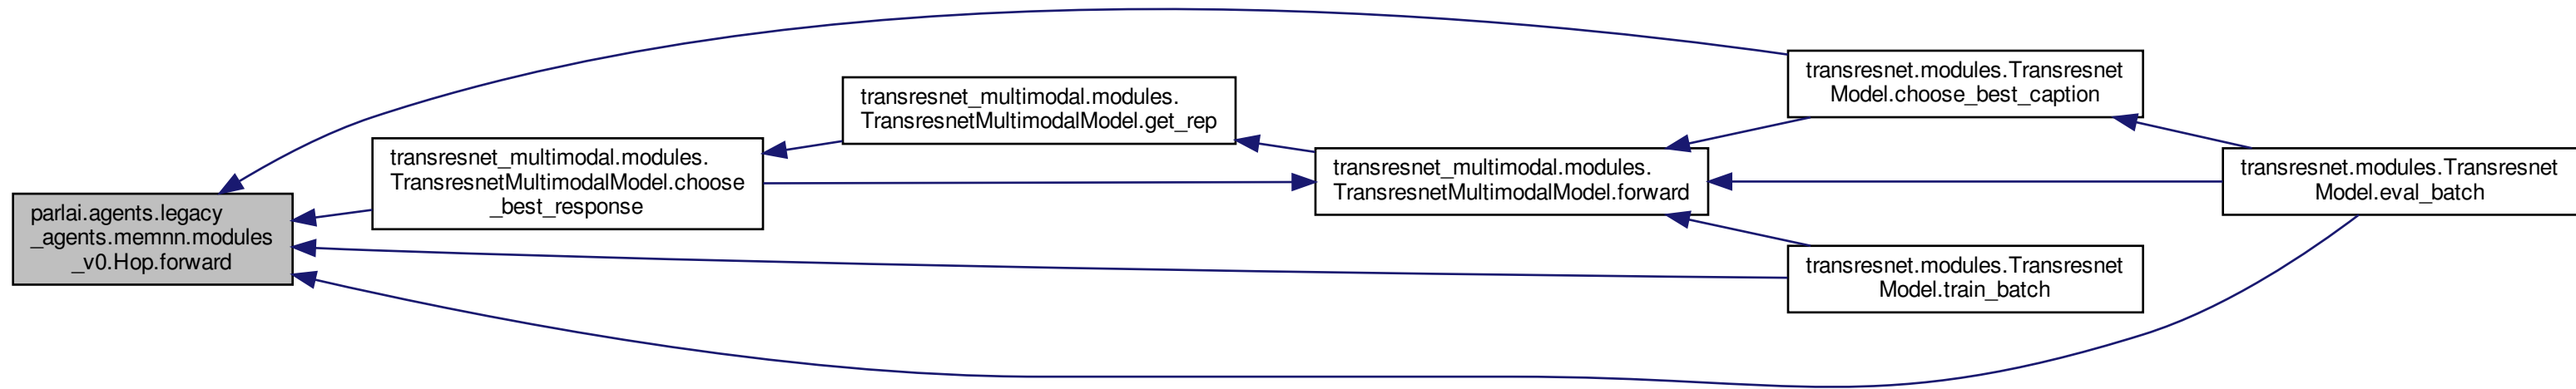 parlai.agents.legacy
_agents.memnn.modules
_v0.Hop.forward
transresnet_multimodal.modules.
TransresnetMultimodalModel.choose
_best_response
transresnet_multimodal.modules.
TransresnetMultimodalModel.get_rep
transresnet_multimodal.modules.
TransresnetMultimodalModel.forward
transresnet.modules.Transresnet
Model.choose_best_caption
transresnet.modules.Transresnet
Model.eval_batch
transresnet.modules.Transresnet
Model.train_batch